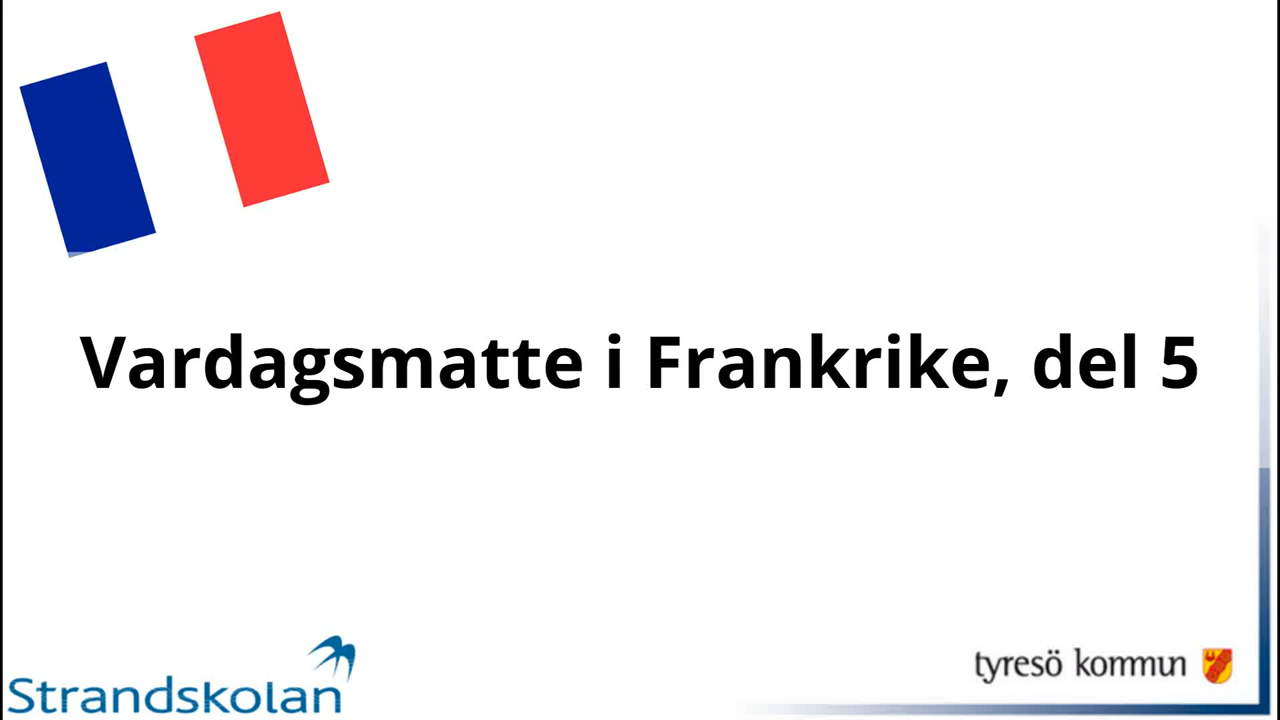 Vardagsmatte i Frankrike, del 5
Strandskolan
tyresö kommun